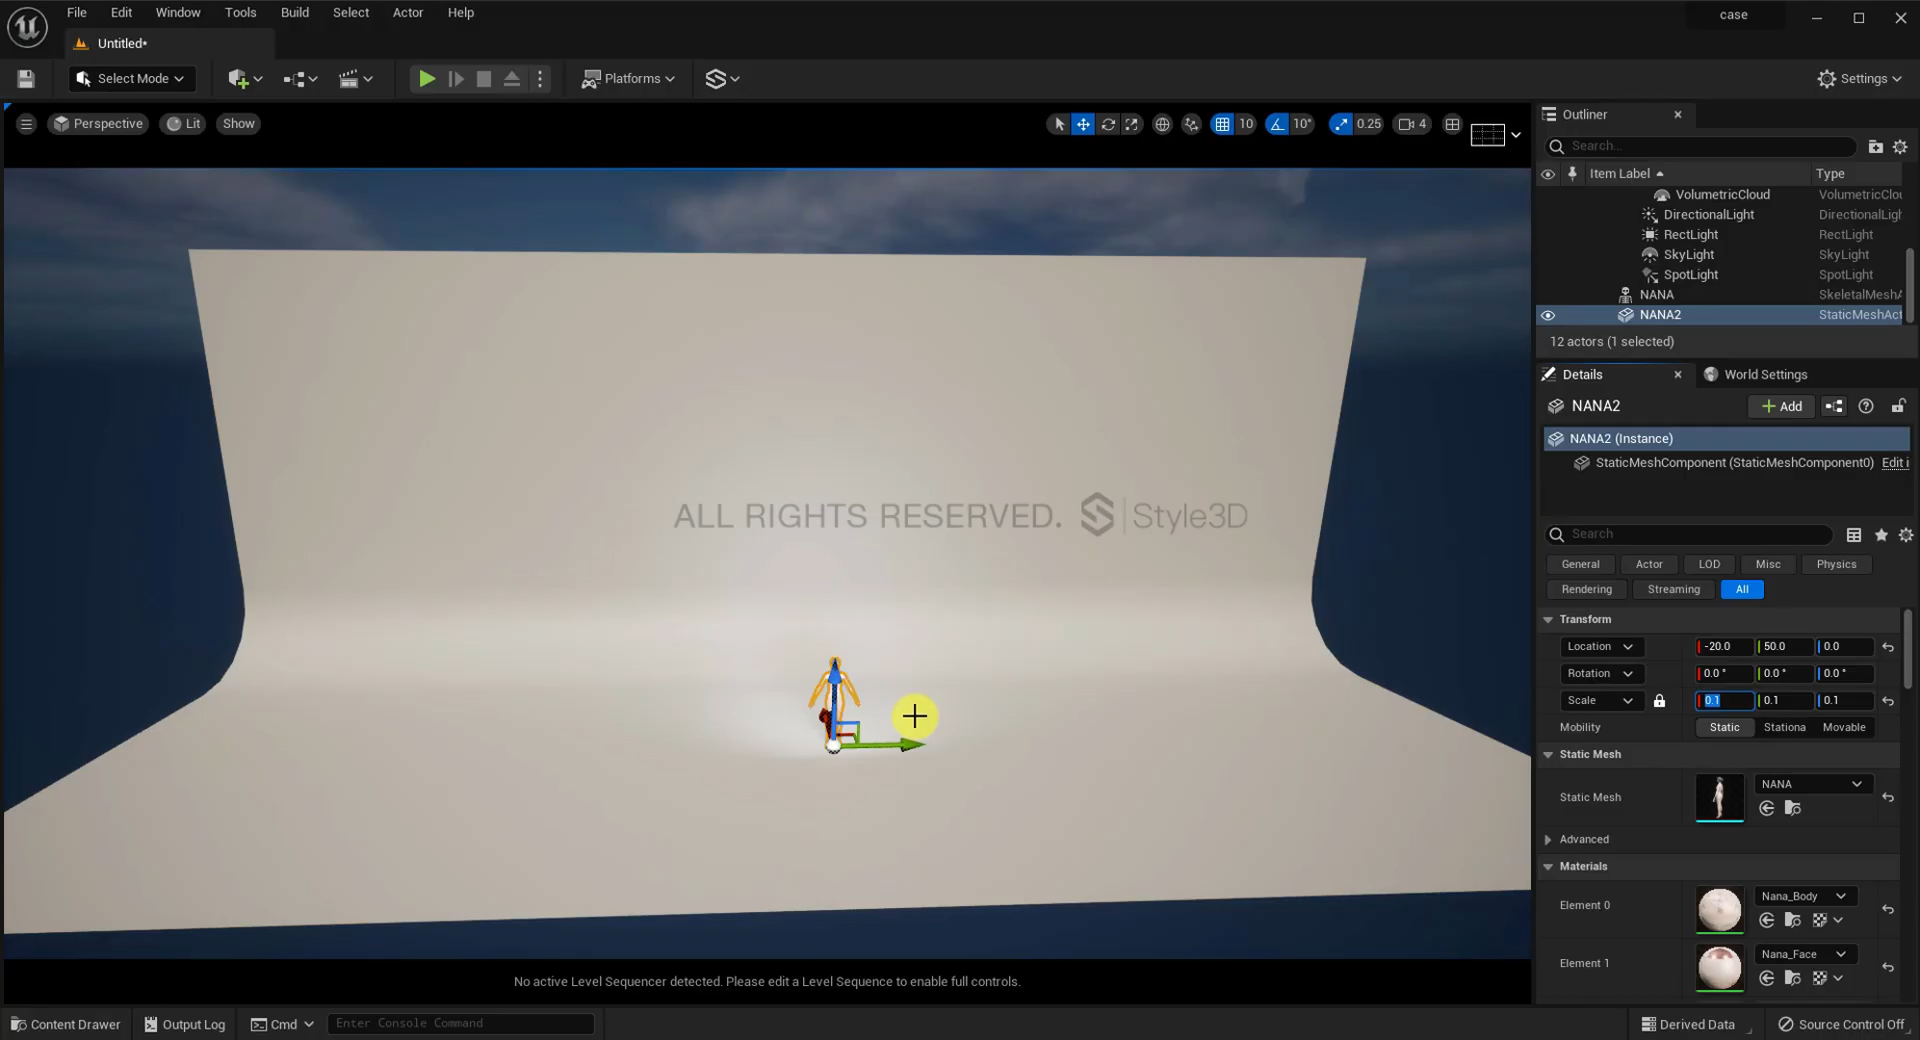 File Edit Window Tools Build Select Actor Help
case
Untitled*
Select Mode
Platforms
Settings
Perspective
Lit
Show
10
10°
0.25
4
Outliner
Search...
Item Label
Type
VolumetricCloud
VolumetricClou
DirectionalLight
DirectionalLigh
RectLight
RectLight
SkyLight
SkyLight
SpotLight
SpotLight
NANA
SkeletalMeshA
NANA2
StaticMeshAct
12 actors (1 selected)
Details
World Settings
NANA2
Add
NANA2 (Instance)
StaticMeshComponent (StaticMeshComponent0)
Edit i
Search
General
Actor
LOD
Misc
Physics
Rendering
Streaming
All
Transform
Location
-20.0
50.0
0.0
Rotation
0.0 °
0.0 °
0.0 °
Scale
0.1
0.1
0.1
Mobility
Static
Stationa
Movable
Static Mesh
Static Mesh
NANA
Advanced
Materials
Element 0
Nana_Body
Element 1
Nana_Face
ALL RIGHTS RESERVED. Style3D
No active Level Sequencer detected. Please edit a Level Sequence to enable full controls.
Content Drawer
Output Log
Cmd
Enter Console Command
Derived Data
Source Control Off